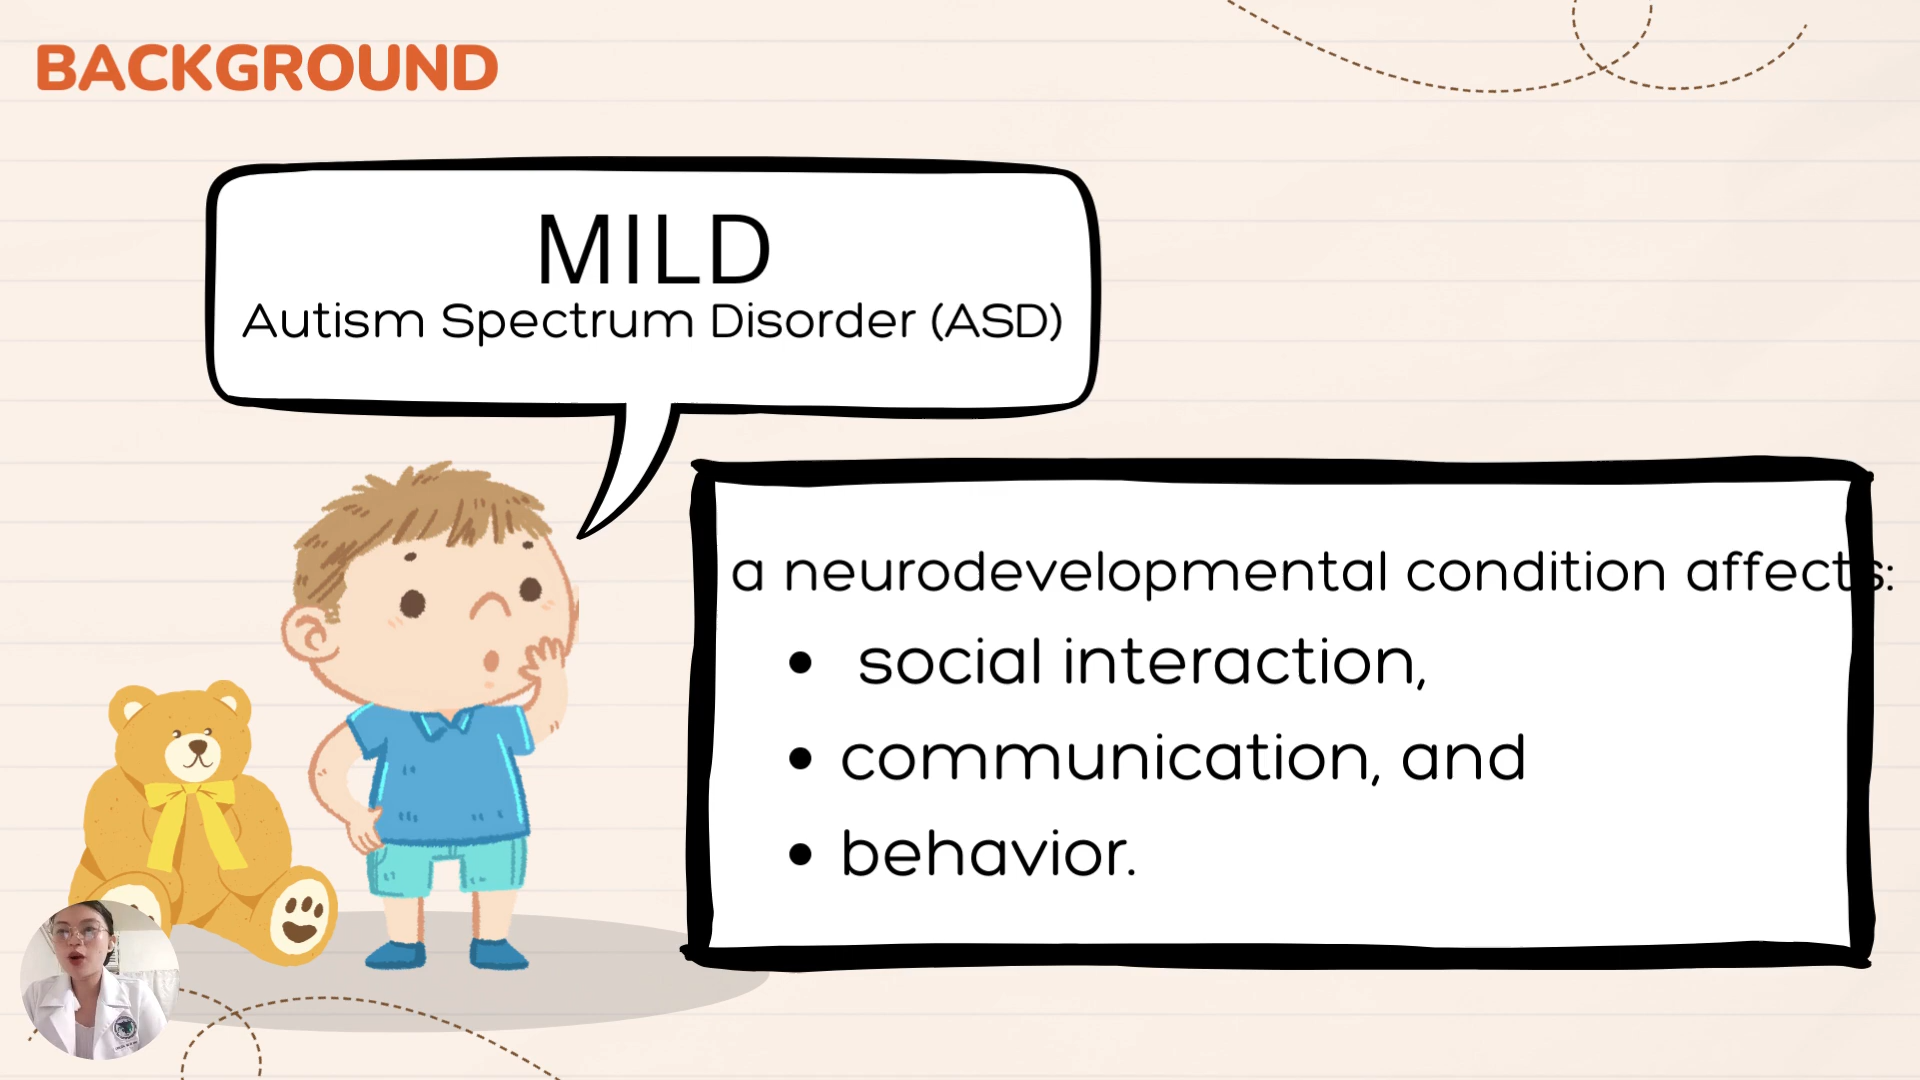 BACKGROUND
MILD
Autism Spectrum Disorder (ASD)
a neurodevelopmental condition affects:
• social interaction,
• communication, and
• behavior.